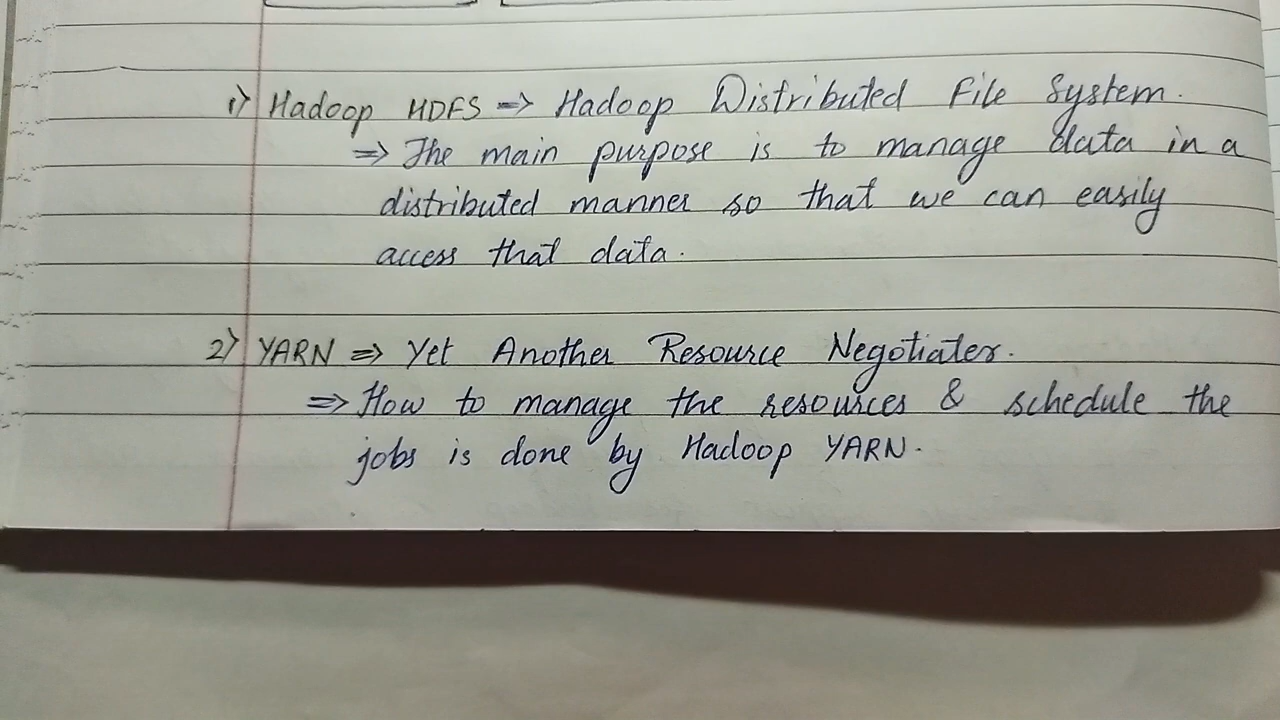 1) Hadoop HDFS => Hadoop Distributed File System.
=> The main purpose is to manage data in a
distributed manner so that we can easily
access that data.
2) YARN => Yet Another Resource Negotiater.
=> How to manage the resources & schedule the
jobs is done by Hadoop YARN.